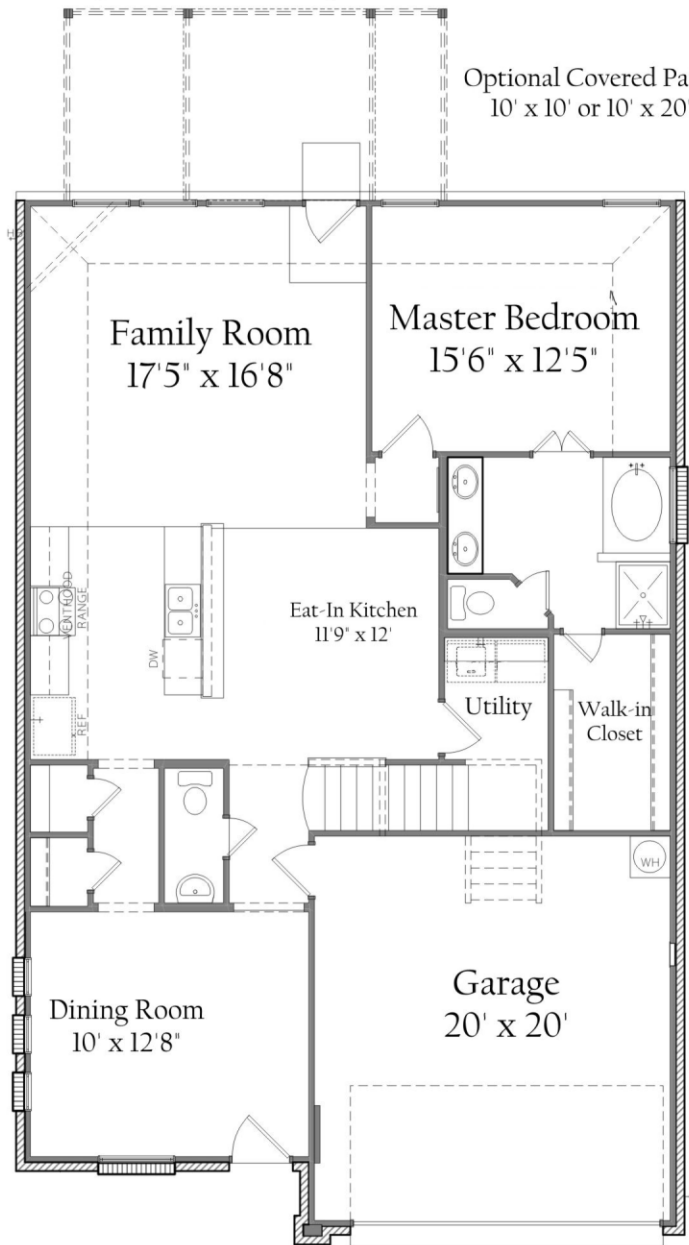 Optional Covered Pa
10' x 10' or 10' x 20'
Family Room
17'5" x 16'8"
Master Bedroom
15'6" x 12'5"
VENTHOOD
RANGE
DW
REF
Eat-In Kitchen
11'9" x 12'
Utility
Walk-in
Closet
WH
Dining Room
10' x 12'8"
Garage
20' x 20'